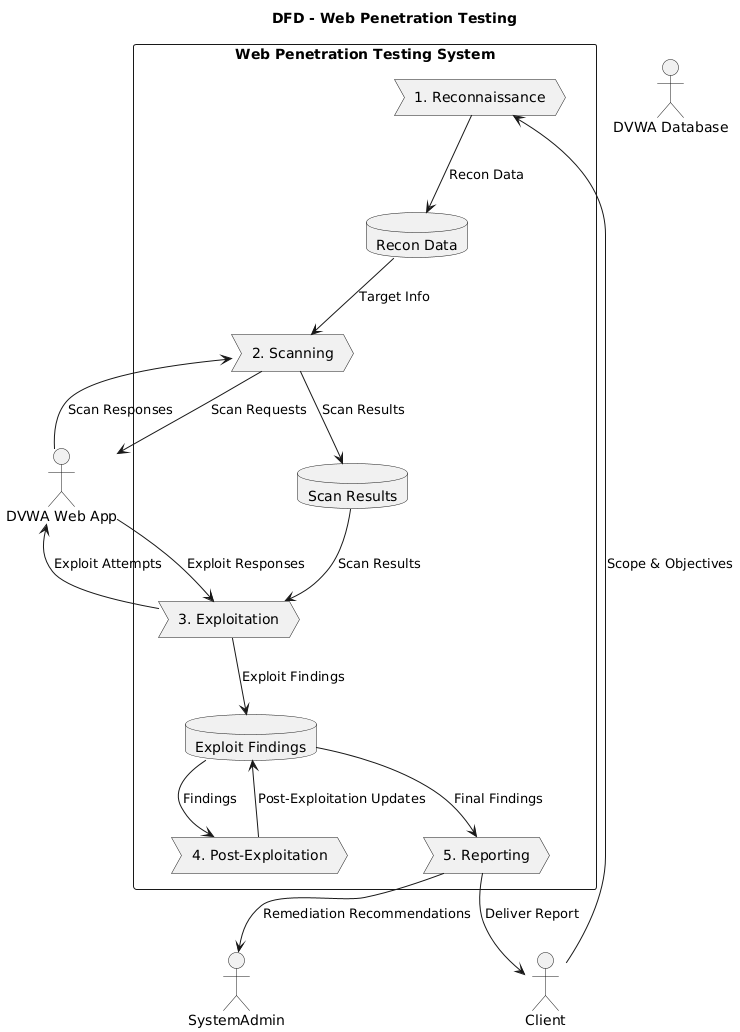 DFD - Web Penetration Testing
Web Penetration Testing System
1. Reconnaissance
DVWA Database
Recon Data
Recon Data
Target Info
2. Scanning
Scan Responses
Scan Requests
Scan Results
Scan Results
DVWA Web App
Exploit Attempts
Exploit Responses
Scan Results
Scope & Objectives
3. Exploitation
Exploit Findings
Exploit Findings
Findings
Post-Exploitation Updates
Final Findings
4. Post-Exploitation
5. Reporting
Remediation Recommendations
Deliver Report
SystemAdmin
Client